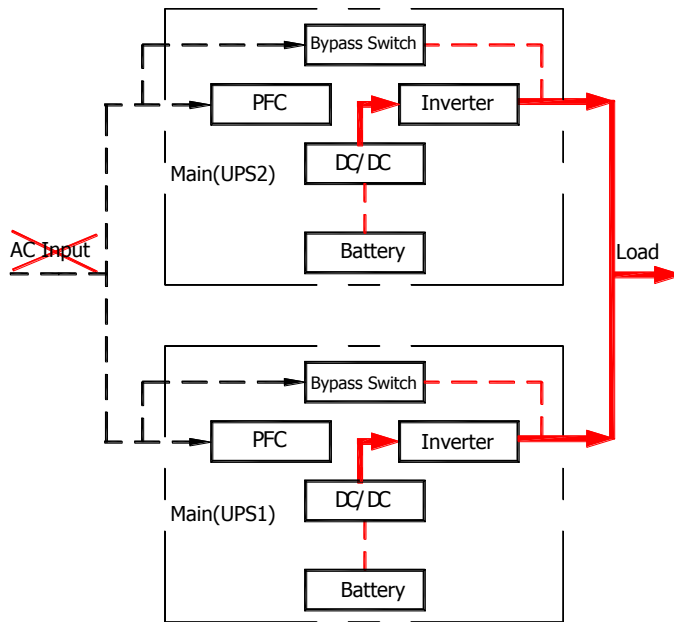 Bypass Switch
PFC
Inverter
DC/DC
Main(UPS2)
Battery
AC Input
Load
Bypass Switch
PFC
Inverter
DC/DC
Main(UPS1)
Battery